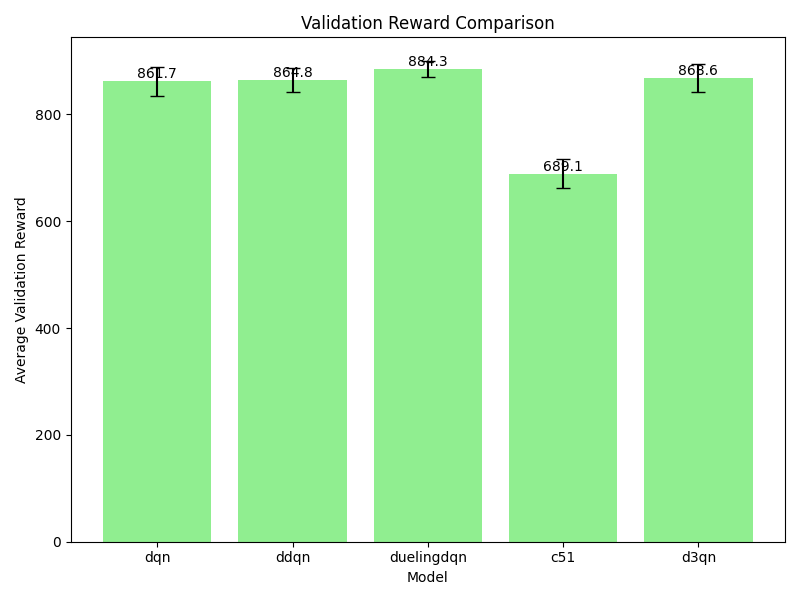 Validation Reward Comparison
861.7
864.8
884.3
689.1
868.6
Average Validation Reward
800
600
400
200
0
dqn
ddqn
duelingdqn
c51
d3qn
Model